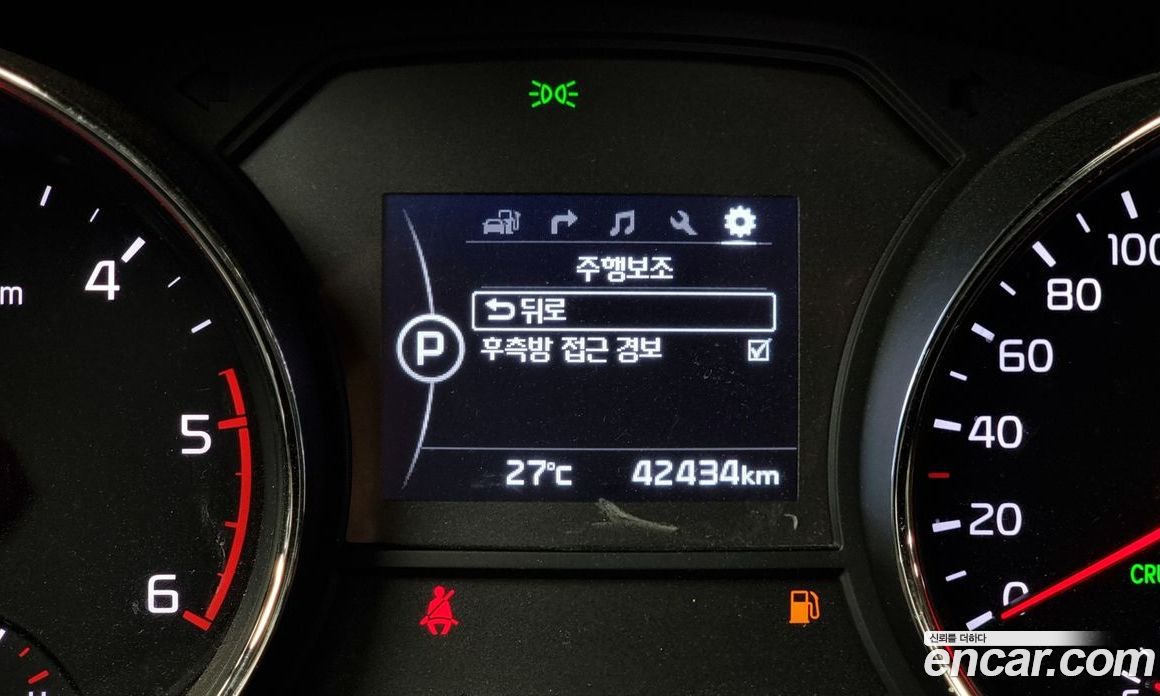 주행보조
뒤로
P
후측방 접근 경보
27°C 42434km
4
5
6
100
80
60
40
20
0
신뢰를 더하다
encar.com